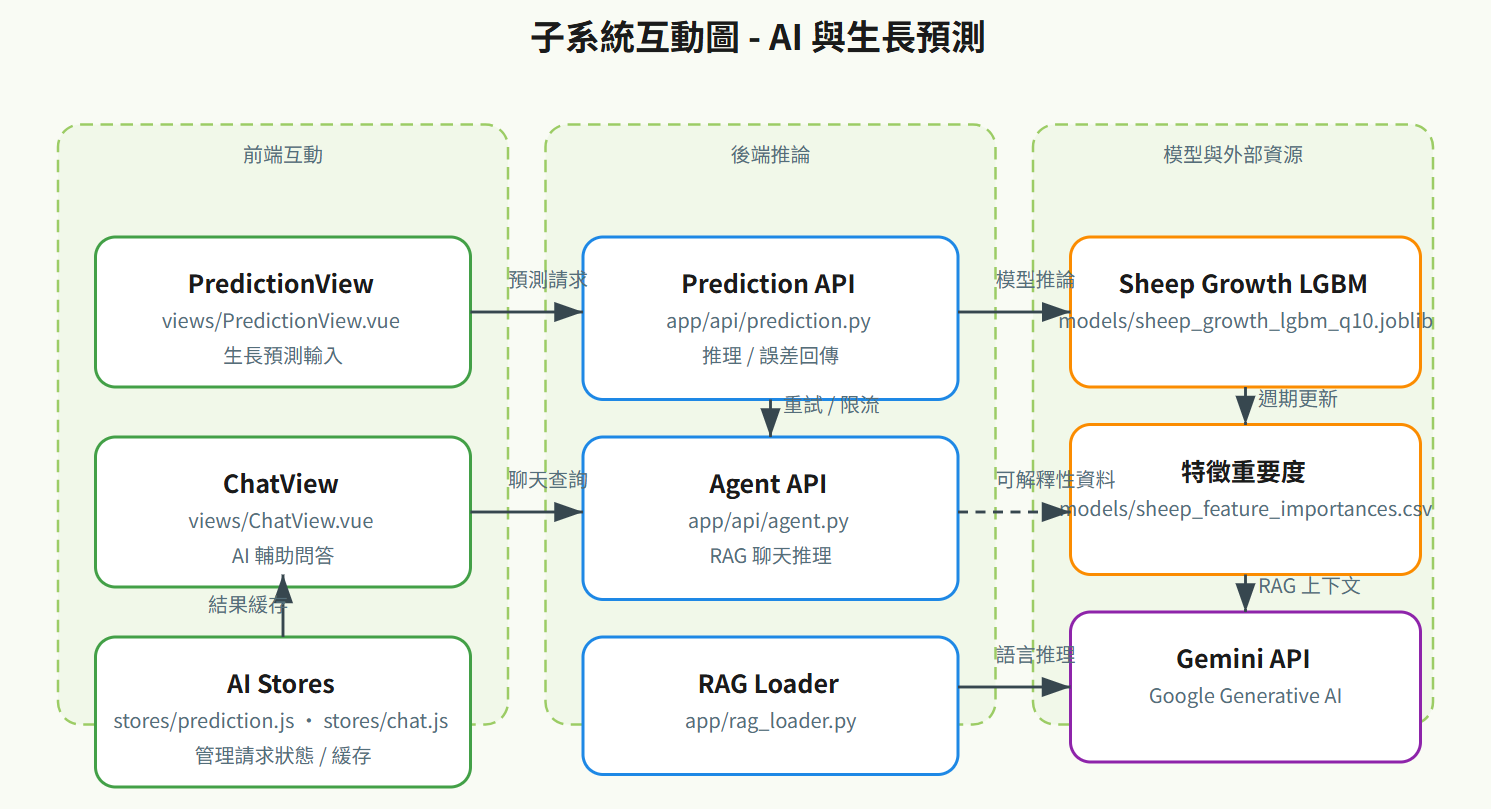 子系統互動圖 - AI 與生長預測
前端互動
PredictionView
views/PredictionView.vue
生長預測輸入
ChatView
views/ChatView.vue
AI 輔助問答
結果緩存
AI Stores
stores/prediction.js ・ stores/chat.js
管理請求狀態 / 緩存
預測請求
聊天查詢
後端推論
Prediction API
app/api/prediction.py
推理 / 誤差回傳
重試 / 限流
Agent API
app/api/agent.py
RAG 聊天推理
RAG Loader
app/rag_loader.py
模型推論
可解釋性資料
語言推理
模型與外部資源
Sheep Growth LGBM
models/sheep_growth_lgbm_q10.joblib
週期更新
特徵重要度
models/sheep_feature_importances.csv
RAG 上下文
Gemini API
Google Generative AI